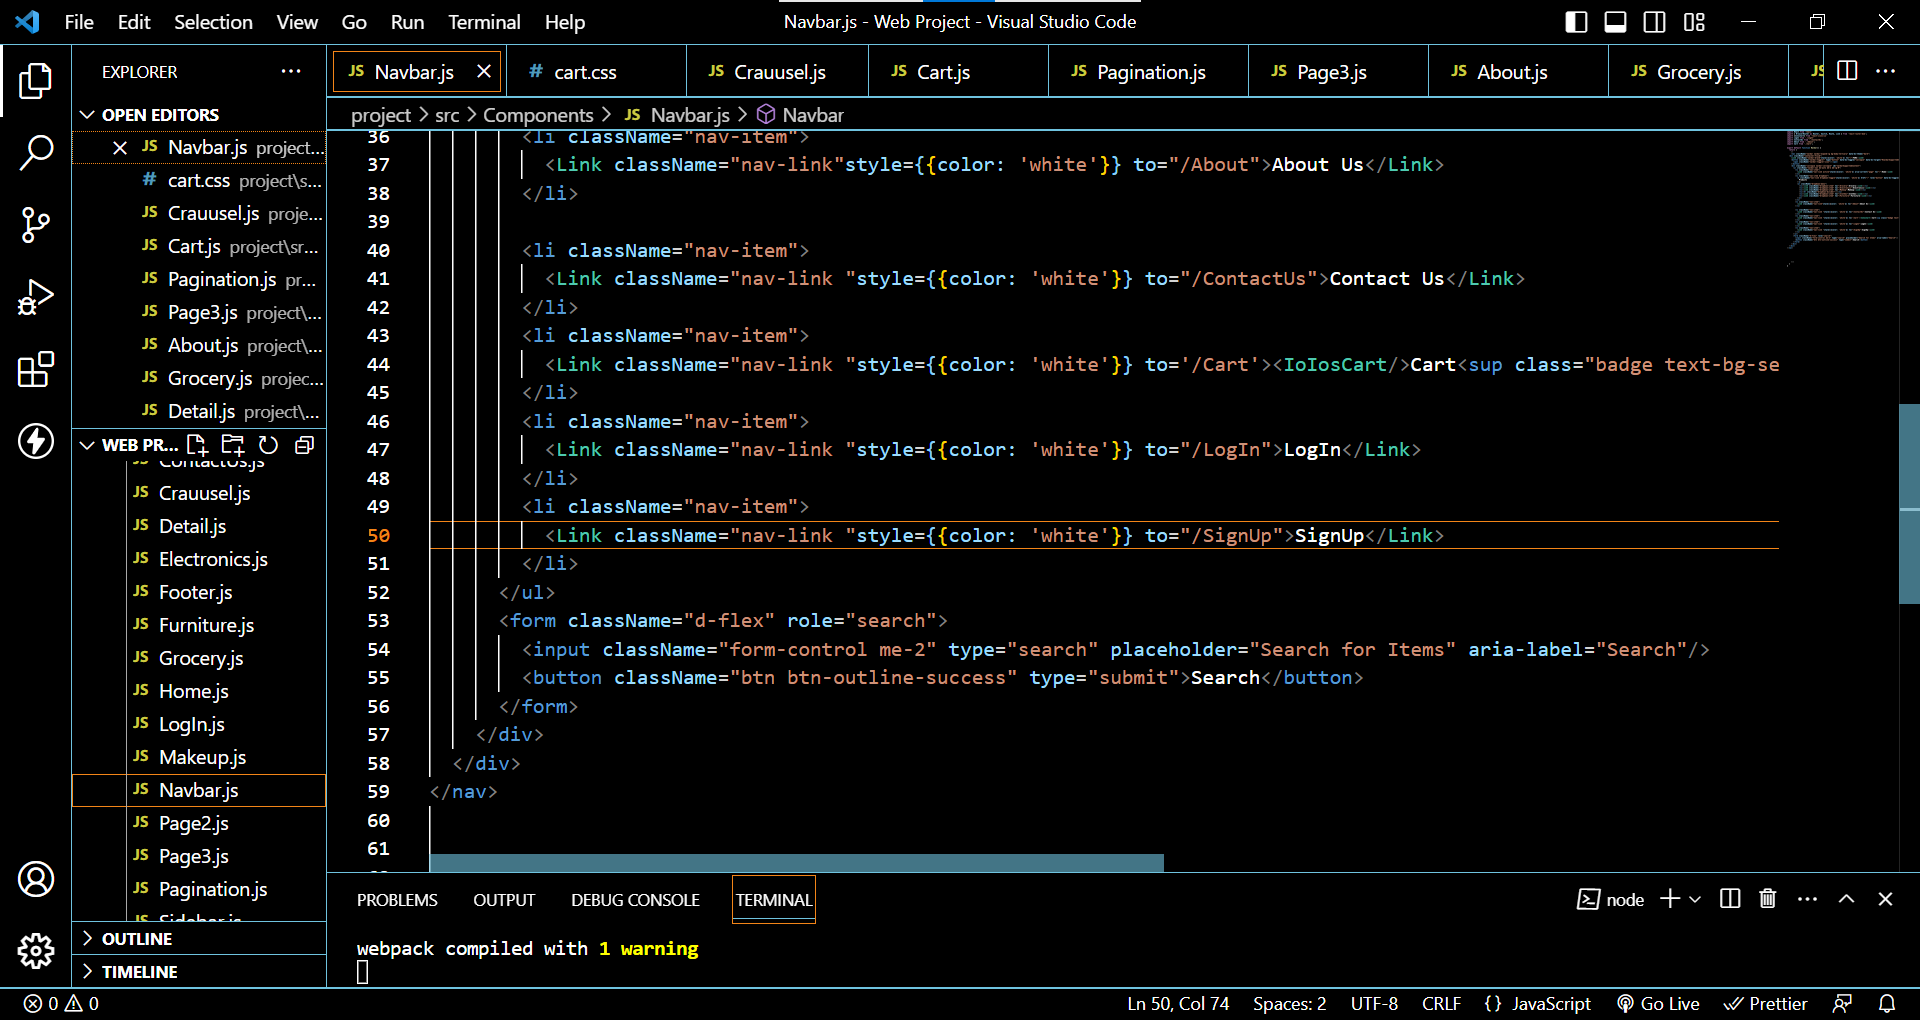 File Edit Selection View Go Run Terminal Help
Navbar.js - Web Project - Visual Studio Code
EXPLORER
JS Navbar.js
# cart.css
JS Crauusel.js
JS Cart.js
JS Pagination.js
JS Page3.js
JS About.js
JS Grocery.js
OPEN EDITORS
JS Navbar.js project...
# cart.css project\s...
JS Crauusel.js proje...
JS Cart.js project\sr...
JS Pagination.js pr...
JS Page3.js project\...
JS About.js project\...
JS Grocery.js projec...
JS Detail.js project\...
WEB PR...
ContactUs.js
JS Crauusel.js
JS Detail.js
JS Electronics.js
JS Footer.js
JS Furniture.js
JS Grocery.js
JS Home.js
JS LogIn.js
JS Makeup.js
JS Navbar.js
JS Page2.js
JS Page3.js
JS Pagination.js
JS Sidebar.js
OUTLINE
TIMELINE
project > src > Components > JS Navbar.js > Navbar
36 <li className="nav-item">
37 <Link className="nav-link"style={{color: 'white'}} to="/About">About Us</Link>
38 </li>
39
40 <li className="nav-item">
41 <Link className="nav-link "style={{color: 'white'}} to="/ContactUs">Contact Us</Link>
42 </li>
43 <li className="nav-item">
44 <Link className="nav-link "style={{color: 'white'}} to='/Cart'><IoIosCart/>Cart<sup class="badge text-bg-se
45 </li>
46 <li className="nav-item">
47 <Link className="nav-link "style={{color: 'white'}} to="/LogIn">LogIn</Link>
48 </li>
49 <li className="nav-item">
50 <Link className="nav-link "style={{color: 'white'}} to="/SignUp">SignUp</Link>
51 </li>
52 </ul>
53 <form className="d-flex" role="search">
54 <input className="form-control me-2" type="search" placeholder="Search for Items" aria-label="Search"/>
55 <button className="btn btn-outline-success" type="submit">Search</button>
56 </form>
57 </div>
58 </div>
59 </nav>
60
61
PROBLEMS OUTPUT DEBUG CONSOLE TERMINAL
node
webpack compiled with 1 warning
0 0
Ln 50, Col 74 Spaces: 2 UTF-8 CRLF {} JavaScript Go Live Prettier